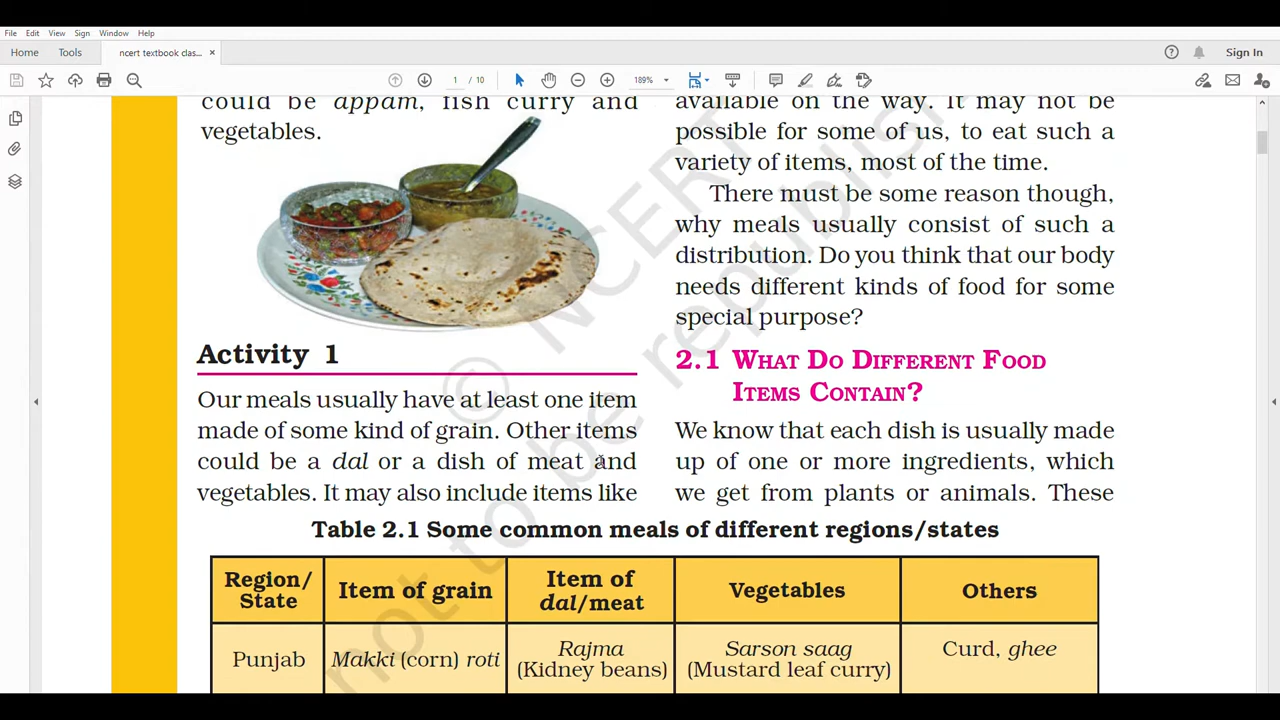 File Edit View Sign Window Help
Home Tools ncert textbook clas... × Sign In
1 / 10 189%
could be appam, fish curry and
vegetables.
Activity 1
Our meals usually have at least one item
made of some kind of grain. Other items
could be a dal or a dish of meat and
vegetables. It may also include items like
available on the way. It may not be
possible for some of us, to eat such a
variety of items, most of the time.
There must be some reason though,
why meals usually consist of such a
distribution. Do you think that our body
needs different kinds of food for some
special purpose?
2.1 What Do Different Food
Items Contain?
We know that each dish is usually made
up of one or more ingredients, which
we get from plants or animals. These
Table 2.1 Some common meals of different regions/states
Region/
State
Item of grain
Item of
dal/meat
Vegetables
Others
Punjab
Makki (corn) roti
Rajma
(Kidney beans)
Sarson saag
(Mustard leaf curry)
Curd, ghee
© NCERT
not to be republis